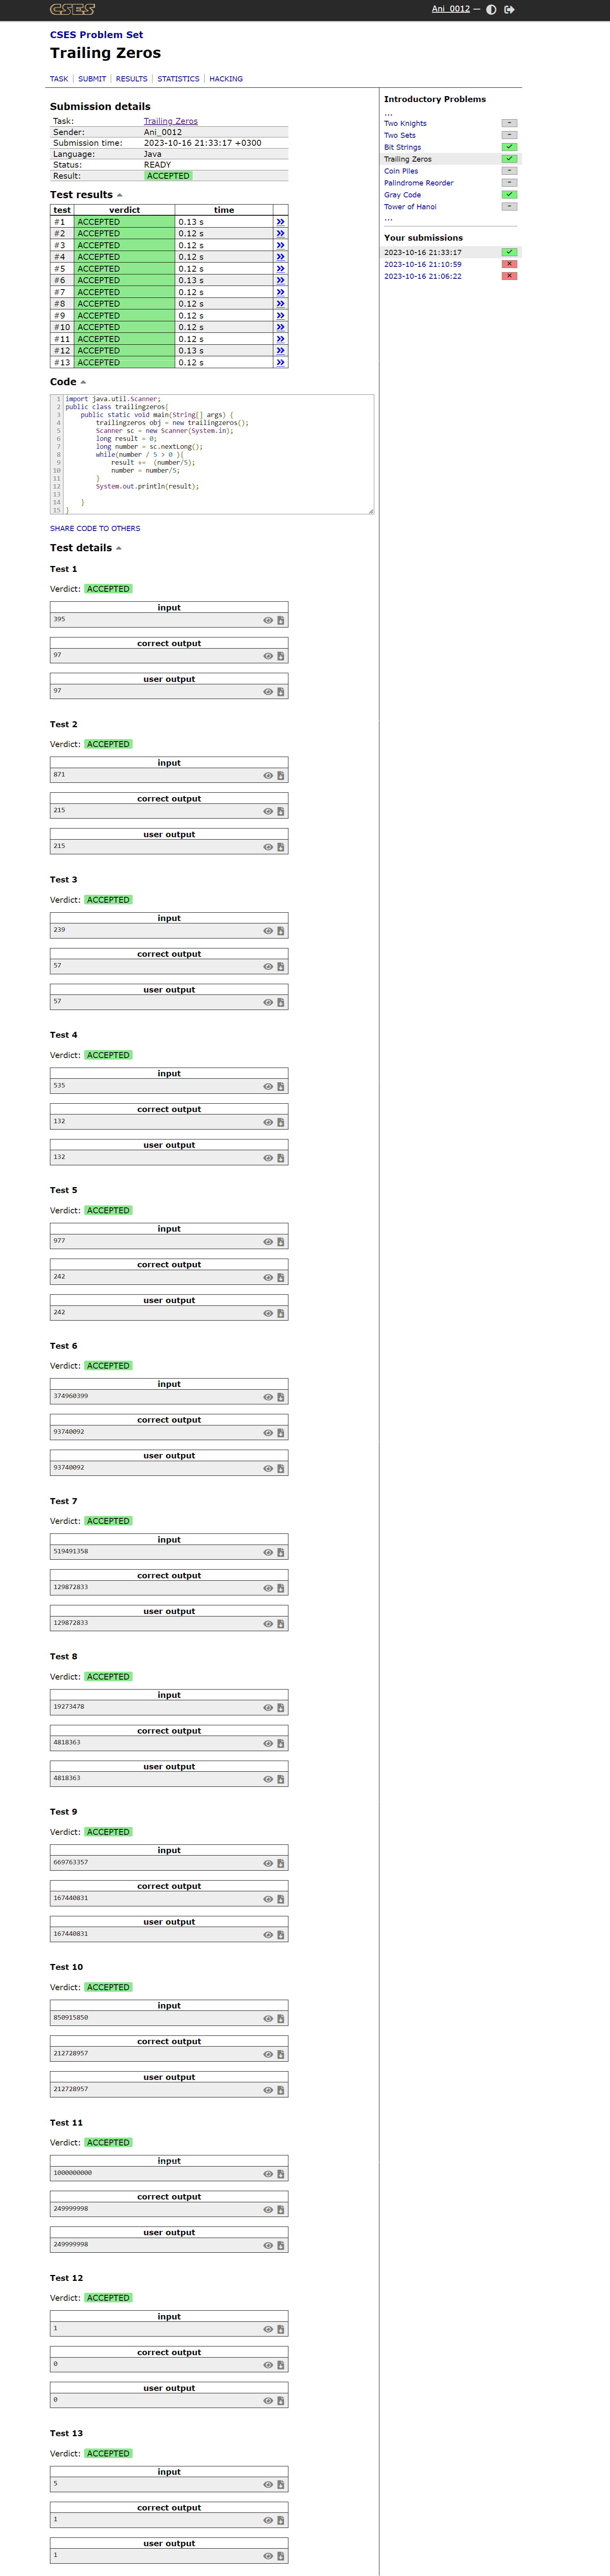 CSES
Ani_0012 —
CSES Problem Set
Trailing Zeros
TASK | SUBMIT | RESULTS | STATISTICS | HACKING
Submission details
Task: Trailing Zeros
Sender: Ani_0012
Submission time: 2023-10-16 21:33:17 +0300
Language: Java
Status: READY
Result: ACCEPTED
Test results
test verdict time
#1 ACCEPTED 0.13 s »
#2 ACCEPTED 0.12 s »
#3 ACCEPTED 0.12 s »
#4 ACCEPTED 0.12 s »
#5 ACCEPTED 0.12 s »
#6 ACCEPTED 0.13 s »
#7 ACCEPTED 0.12 s »
#8 ACCEPTED 0.12 s »
#9 ACCEPTED 0.12 s »
#10 ACCEPTED 0.12 s »
#11 ACCEPTED 0.12 s »
#12 ACCEPTED 0.13 s »
#13 ACCEPTED 0.12 s »
Code
1 import java.util.Scanner;
2 public class trailingzeros{
3 public static void main(String[] args) {
4 trailingzeros obj = new trailingzeros();
5 Scanner sc = new Scanner(System.in);
6 long result = 0;
7 long number = sc.nextLong();
8 while(number / 5 > 0 ){
9 result += (number/5);
10 number = number/5;
11 }
12 System.out.println(result);
13
14 }
15 }
SHARE CODE TO OTHERS
Test details
Test 1
Verdict: ACCEPTED
input
395
correct output
97
user output
97
Test 2
Verdict: ACCEPTED
input
871
correct output
215
user output
215
Test 3
Verdict: ACCEPTED
input
239
correct output
57
user output
57
Test 4
Verdict: ACCEPTED
input
535
correct output
132
user output
132
Test 5
Verdict: ACCEPTED
input
977
correct output
242
user output
242
Test 6
Verdict: ACCEPTED
input
374960399
correct output
93740092
user output
93740092
Test 7
Verdict: ACCEPTED
input
519491358
correct output
129872833
user output
129872833
Test 8
Verdict: ACCEPTED
input
19273478
correct output
4818363
user output
4818363
Test 9
Verdict: ACCEPTED
input
669763357
correct output
167440831
user output
167440831
Test 10
Verdict: ACCEPTED
input
850915850
correct output
212728957
user output
212728957
Test 11
Verdict: ACCEPTED
input
1000000000
correct output
249999998
user output
249999998
Test 12
Verdict: ACCEPTED
input
1
correct output
0
user output
0
Test 13
Verdict: ACCEPTED
input
5
correct output
1
user output
1
Introductory Problems
...
Two Knights –
Two Sets –
Bit Strings ✓
Trailing Zeros ✓
Coin Piles –
Palindrome Reorder –
Gray Code ✓
Tower of Hanoi –
...
Your submissions
2023-10-16 21:33:17 ✓
2023-10-16 21:10:59 ×
2023-10-16 21:06:22 ×